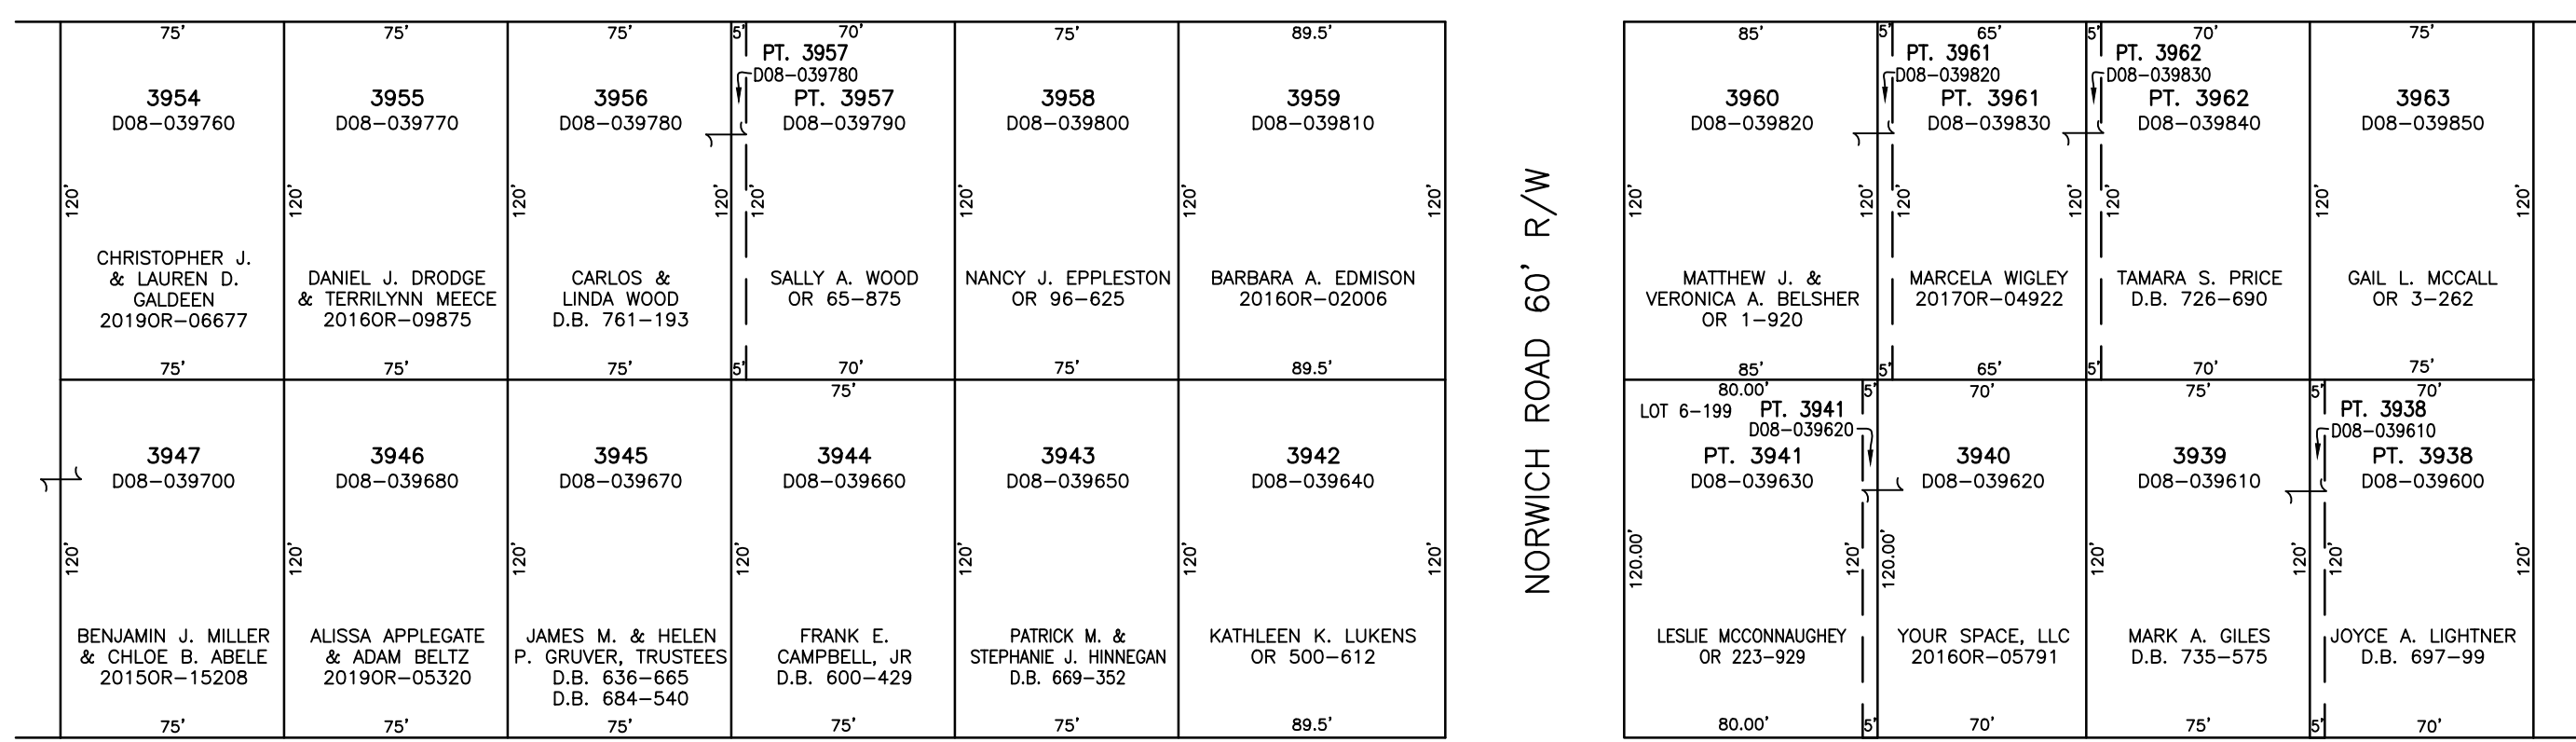 75'
75'
75'
5'
70'
75'
89.5'
PT. 3957
D08-039780
3954
D08-039760
3955
D08-039770
3956
D08-039780
PT. 3957
D08-039790
3958
D08-039800
3959
D08-039810
120'
120'
120'
120'
120'
120'
120'
120'
CHRISTOPHER J.
& LAUREN D.
GALDEEN
2019OR-06677
DANIEL J. DRODGE
& TERRILYNN MEECE
2016OR-09875
CARLOS &
LINDA WOOD
D.B. 761-193
SALLY A. WOOD
OR 65-875
NANCY J. EPPLESTON
OR 96-625
BARBARA A. EDMISON
2016OR-02006
75'
75'
75'
5'
70'
75'
89.5'
75'
3947
D08-039700
3946
D08-039680
3945
D08-039670
3944
D08-039660
3943
D08-039650
3942
D08-039640
120'
120'
120'
120'
120'
120'
120'
BENJAMIN J. MILLER
& CHLOE B. ABELE
2015OR-15208
ALISSA APPLEGATE
& ADAM BELTZ
2019OR-05320
JAMES M. & HELEN
P. GRUVER, TRUSTEES
D.B. 636-665
D.B. 684-540
FRANK E.
CAMPBELL, JR
D.B. 600-429
PATRICK M. &
STEPHANIE J. HINNEGAN
D.B. 669-352
KATHLEEN K. LUKENS
OR 500-612
75'
75'
75'
75'
75'
89.5'
NORWICH ROAD 60' R/W
85'
5'
65'
5'
70'
75'
PT. 3961
D08-039820
PT. 3962
D08-039830
3960
D08-039820
PT. 3961
D08-039830
PT. 3962
D08-039840
3963
D08-039850
120'
120'
120'
120'
120'
120'
120'
MATTHEW J. &
VERONICA A. BELSHER
OR 1-920
MARCELA WIGLEY
2017OR-04922
TAMARA S. PRICE
D.B. 726-690
GAIL L. MCCALL
OR 3-262
85'
5'
65'
5'
70'
75'
80.00'
5'
70'
75'
5'
70'
LOT 6-199
PT. 3941
D08-039620
PT. 3938
D08-039610
PT. 3941
D08-039630
3940
D08-039620
3939
D08-039610
PT. 3938
D08-039600
120.00'
120'
120.00'
120'
120'
120'
120'
LESLIE MCCONNAUGHEY
OR 223-929
YOUR SPACE, LLC
2016OR-05791
MARK A. GILES
D.B. 735-575
JOYCE A. LIGHTNER
D.B. 697-99
80.00'
5'
70'
75'
5'
70'